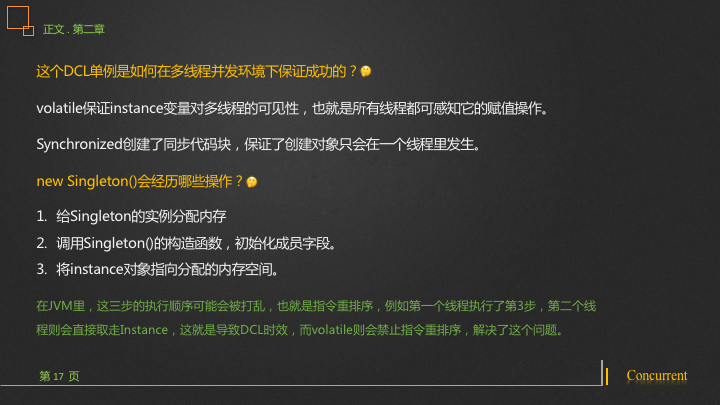 正文 . 第二章
这个DCL单例是如何在多线程并发环境下保证成功的？🤔
volatile保证instance变量对多线程的可见性，也就是所有线程都可感知它的赋值操作。
Synchronized创建了同步代码块，保证了创建对象只会在一个线程里发生。
new Singleton()会经历哪些操作？🤔
1. 给Singleton的实例分配内存
2. 调用Singleton()的构造函数，初始化成员字段。
3. 将instance对象指向分配的内存空间。
在JVM里，这三步的执行顺序可能会被打乱，也就是指令重排序，例如第一个线程执行了第3步，第二个线
程则会直接取走Instance，这就是导致DCL时效，而volatile则会禁止指令重排序，解决了这个问题。
第 17 页
Concurrent